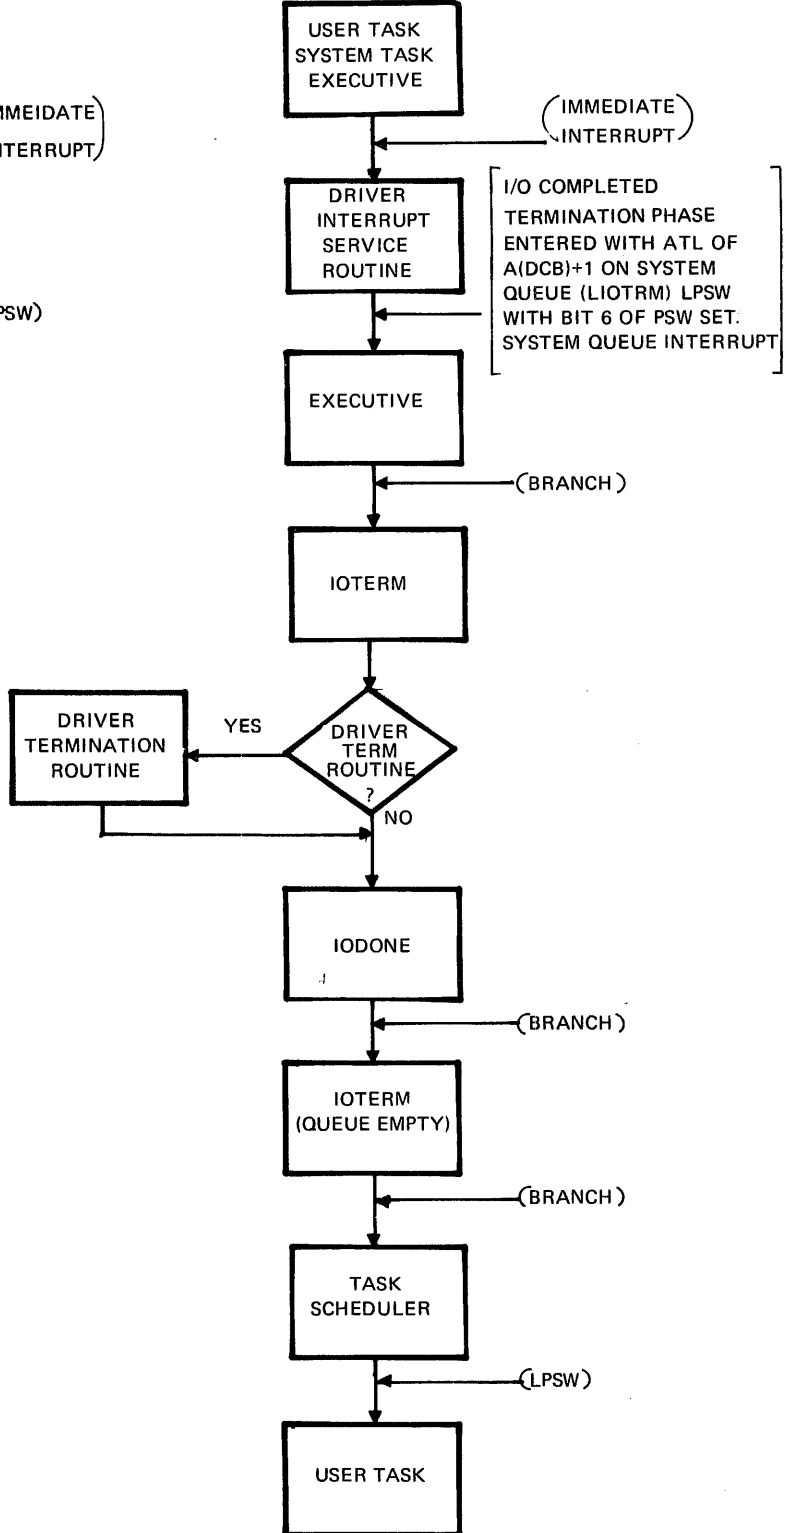 USER TASK
SYSTEM TASK
EXECUTIVE
MMEIDATE)
NTERRUPT)
(IMMEDIATE)
INTERRUPT
DRIVER
INTERRUPT
SERVICE
ROUTINE
[I/O COMPLETED
TERMINATION PHASE
ENTERED WITH ATL OF
A(DCB)+1 ON SYSTEM
QUEUE (LIOTRM) LPSW
WITH BIT 6 OF PSW SET.
SYSTEM QUEUE INTERRUPT]
PSW)
EXECUTIVE
(BRANCH)
IOTERM
DRIVER
TERM
ROUTINE
?
YES
DRIVER
TERMINATION
ROUTINE
NO
IODONE
(BRANCH)
IOTERM
(QUEUE EMPTY)
(BRANCH)
TASK
SCHEDULER
(LPSW)
USER TASK